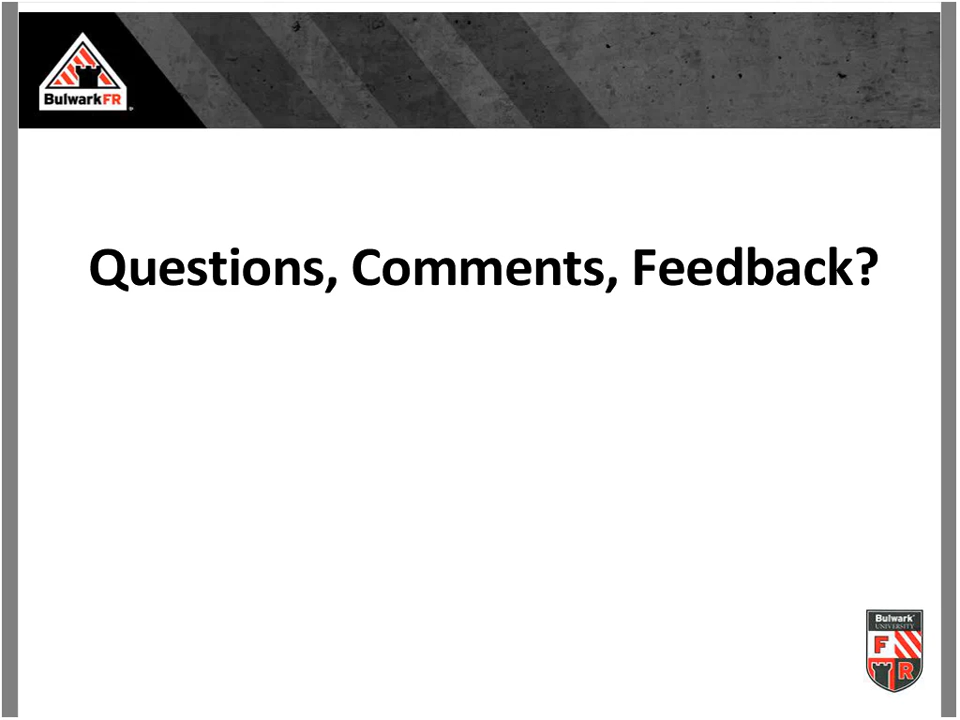 BulwarkFR
Questions, Comments, Feedback?
Bulwark
UNIVERSITY
F
R